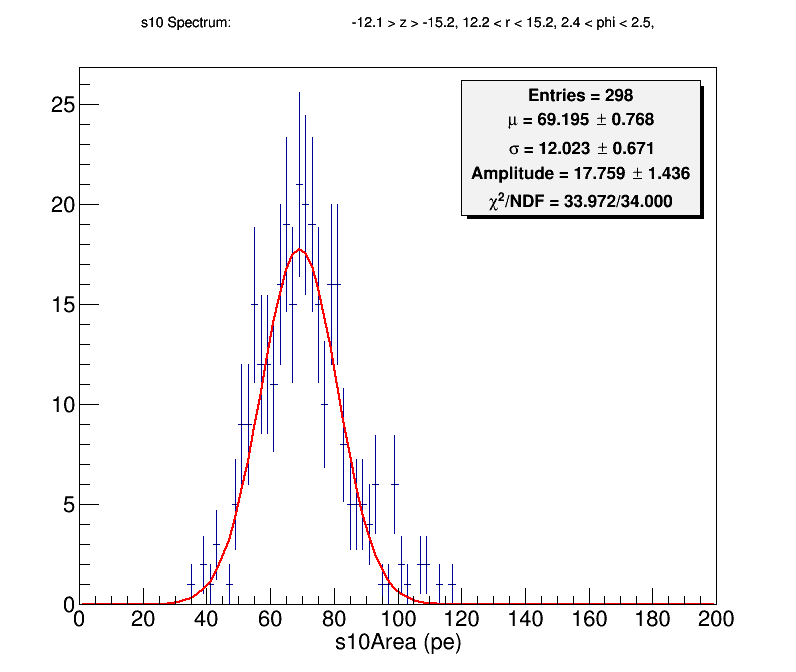 s10 Spectrum: -12.1 > z > -15.2, 12.2 < r < 15.2, 2.4 < phi < 2.5,
Entries = 298
μ = 69.195 ± 0.768
σ = 12.023 ± 0.671
Amplitude = 17.759 ± 1.436
χ²/NDF = 33.972/34.000
25
20
15
10
5
0
0 20 40 60 80 100 120 140 160 180 200
s10Area (pe)